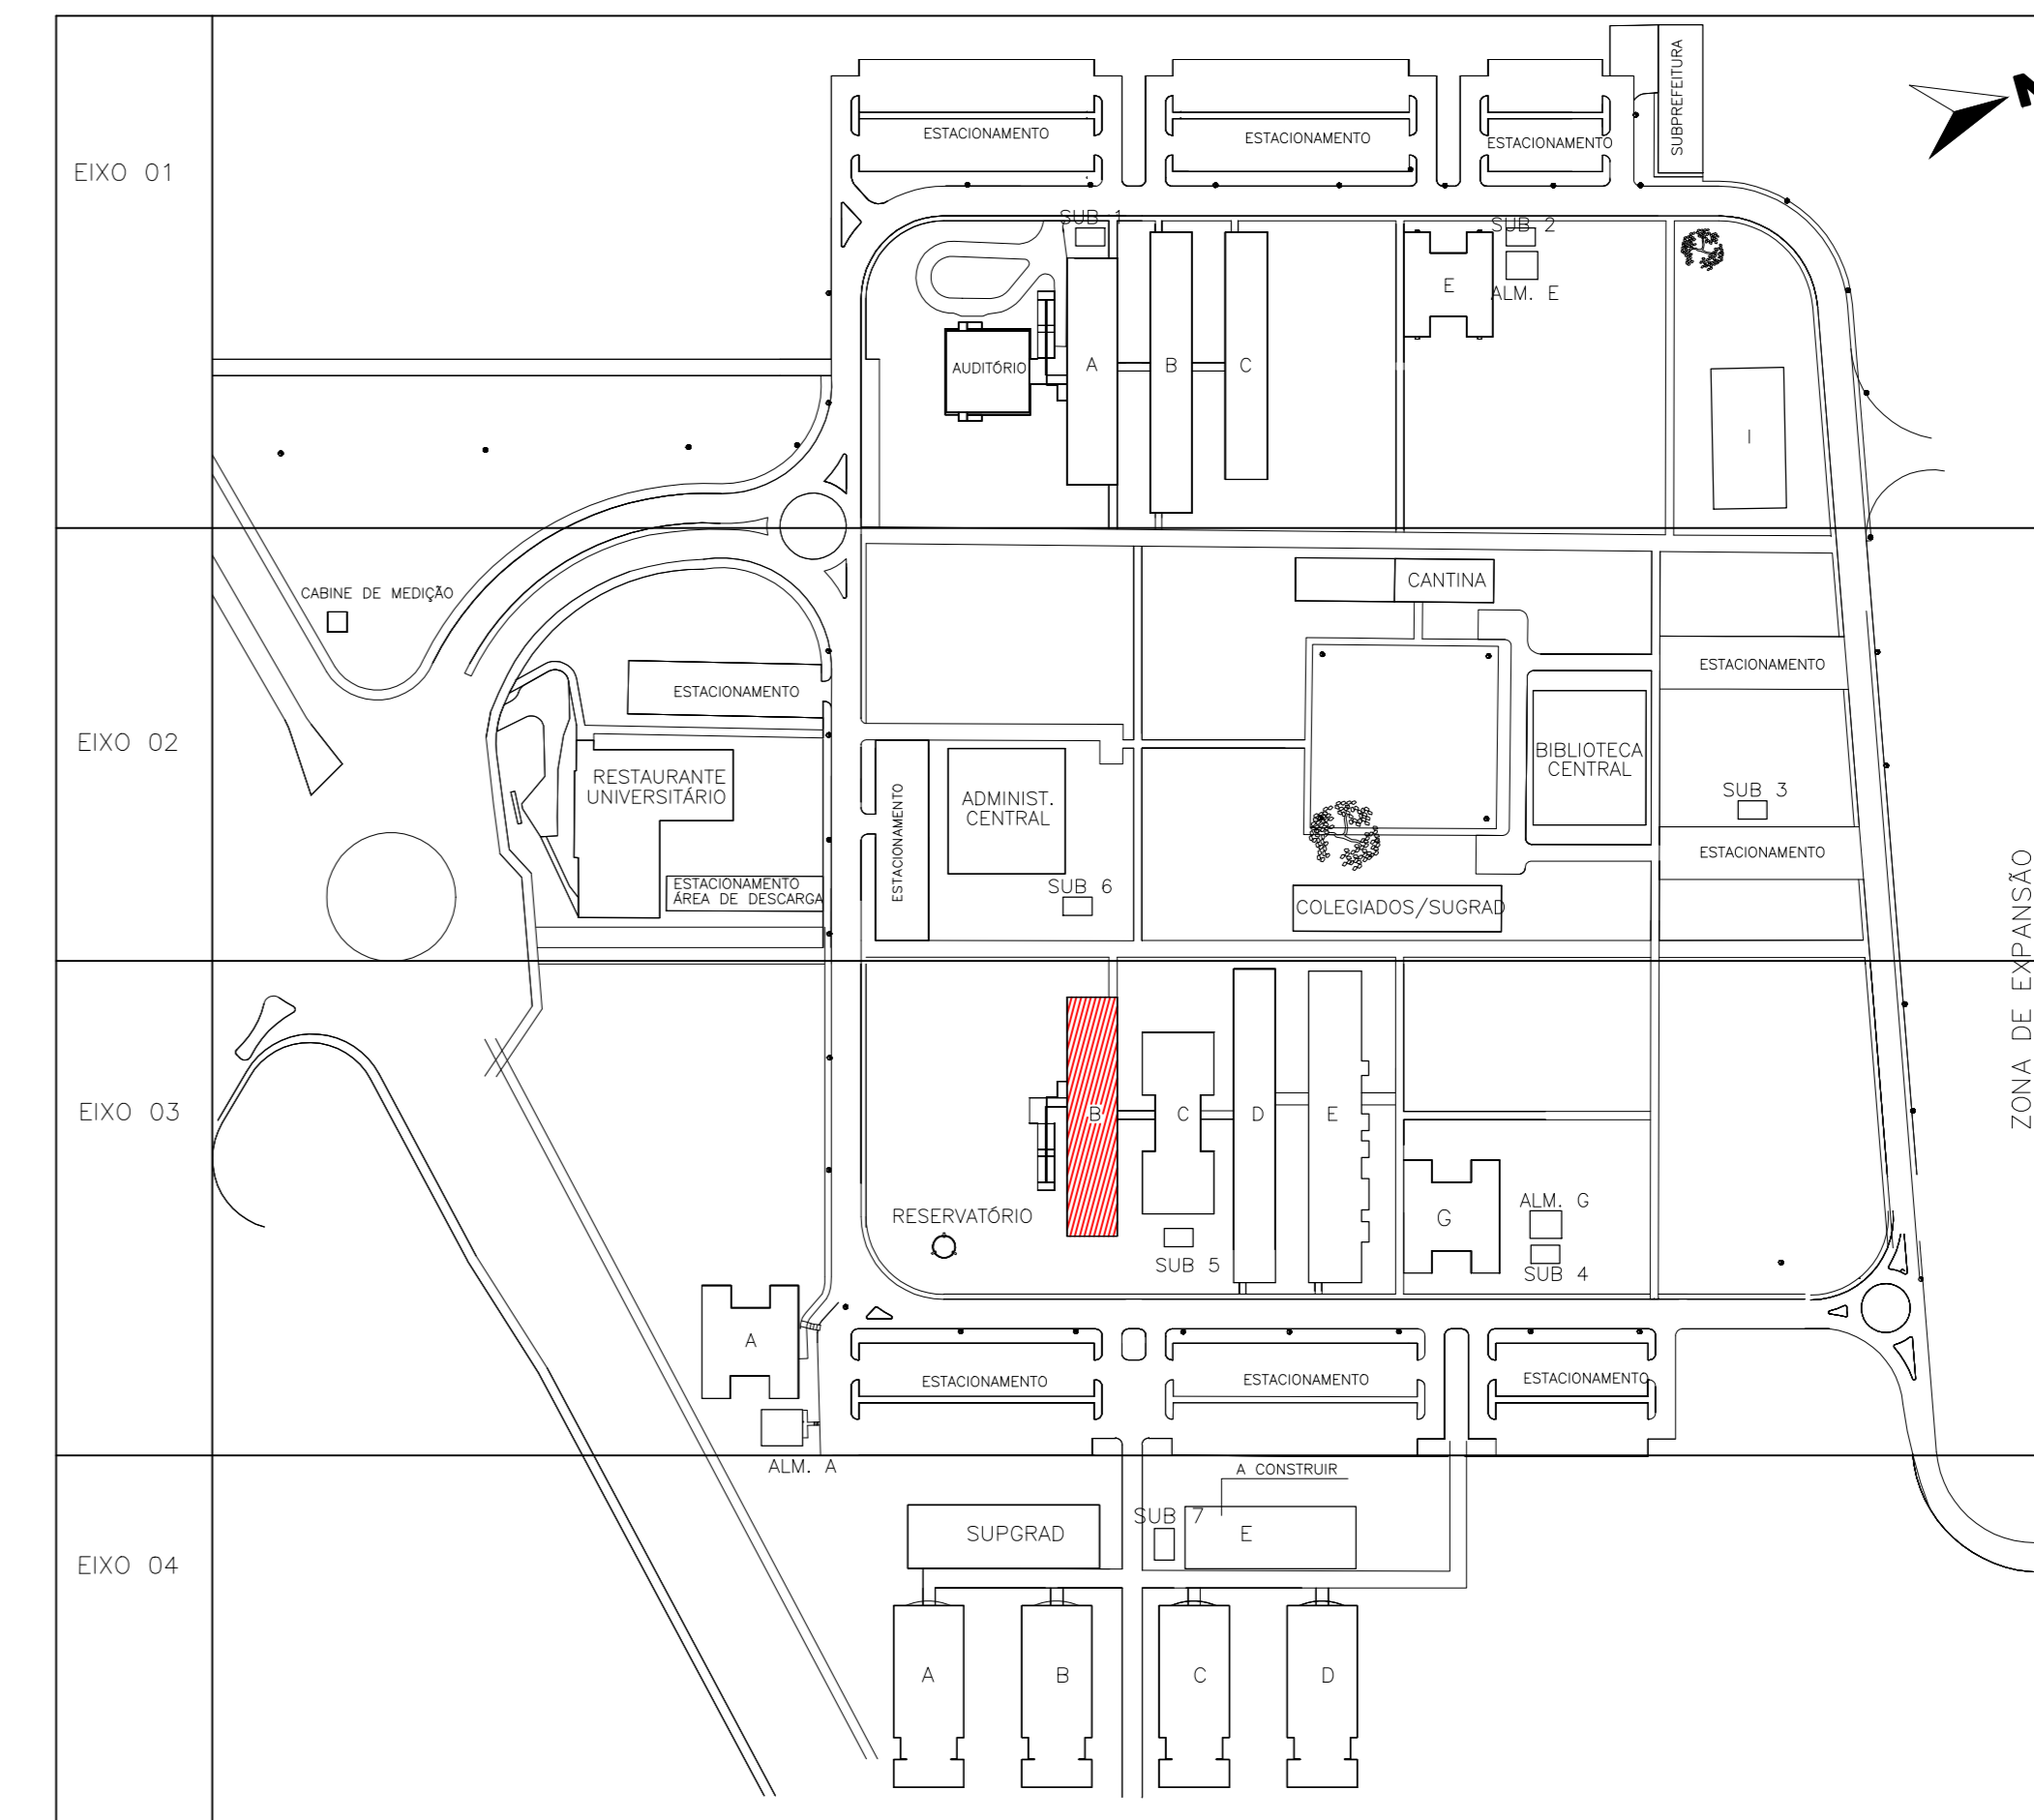 SUBPREFEITURA
N
ESTACIONAMENTO
ESTACIONAMENTO
ESTACIONAMENTO
EIXO 01
SUB 1
SUB 2
E
ALM. E
AUDITÓRIO
A
B
C
I
CANTINA
CABINE DE MEDIÇÃO
ESTACIONAMENTO
ESTACIONAMENTO
EIXO 02
RESTAURANTE
UNIVERSITÁRIO
ESTACIONAMENTO
ADMINIST.
CENTRAL
BIBLIOTECA
CENTRAL
SUB 3
ESTACIONAMENTO
ESTACIONAMENTO
ÁREA DE DESCARGA
SUB 6
COLEGIADOS/SUGRAD
ZONA DE EXPANSÃO
EIXO 03
B
C
D
E
RESERVATÓRIO
SUB 5
G
ALM. G
SUB 4
A
ESTACIONAMENTO
ESTACIONAMENTO
ESTACIONAMENTO
ALM. A
A CONSTRUIR
EIXO 04
SUPGRAD
SUB 7
E
A
B
C
D